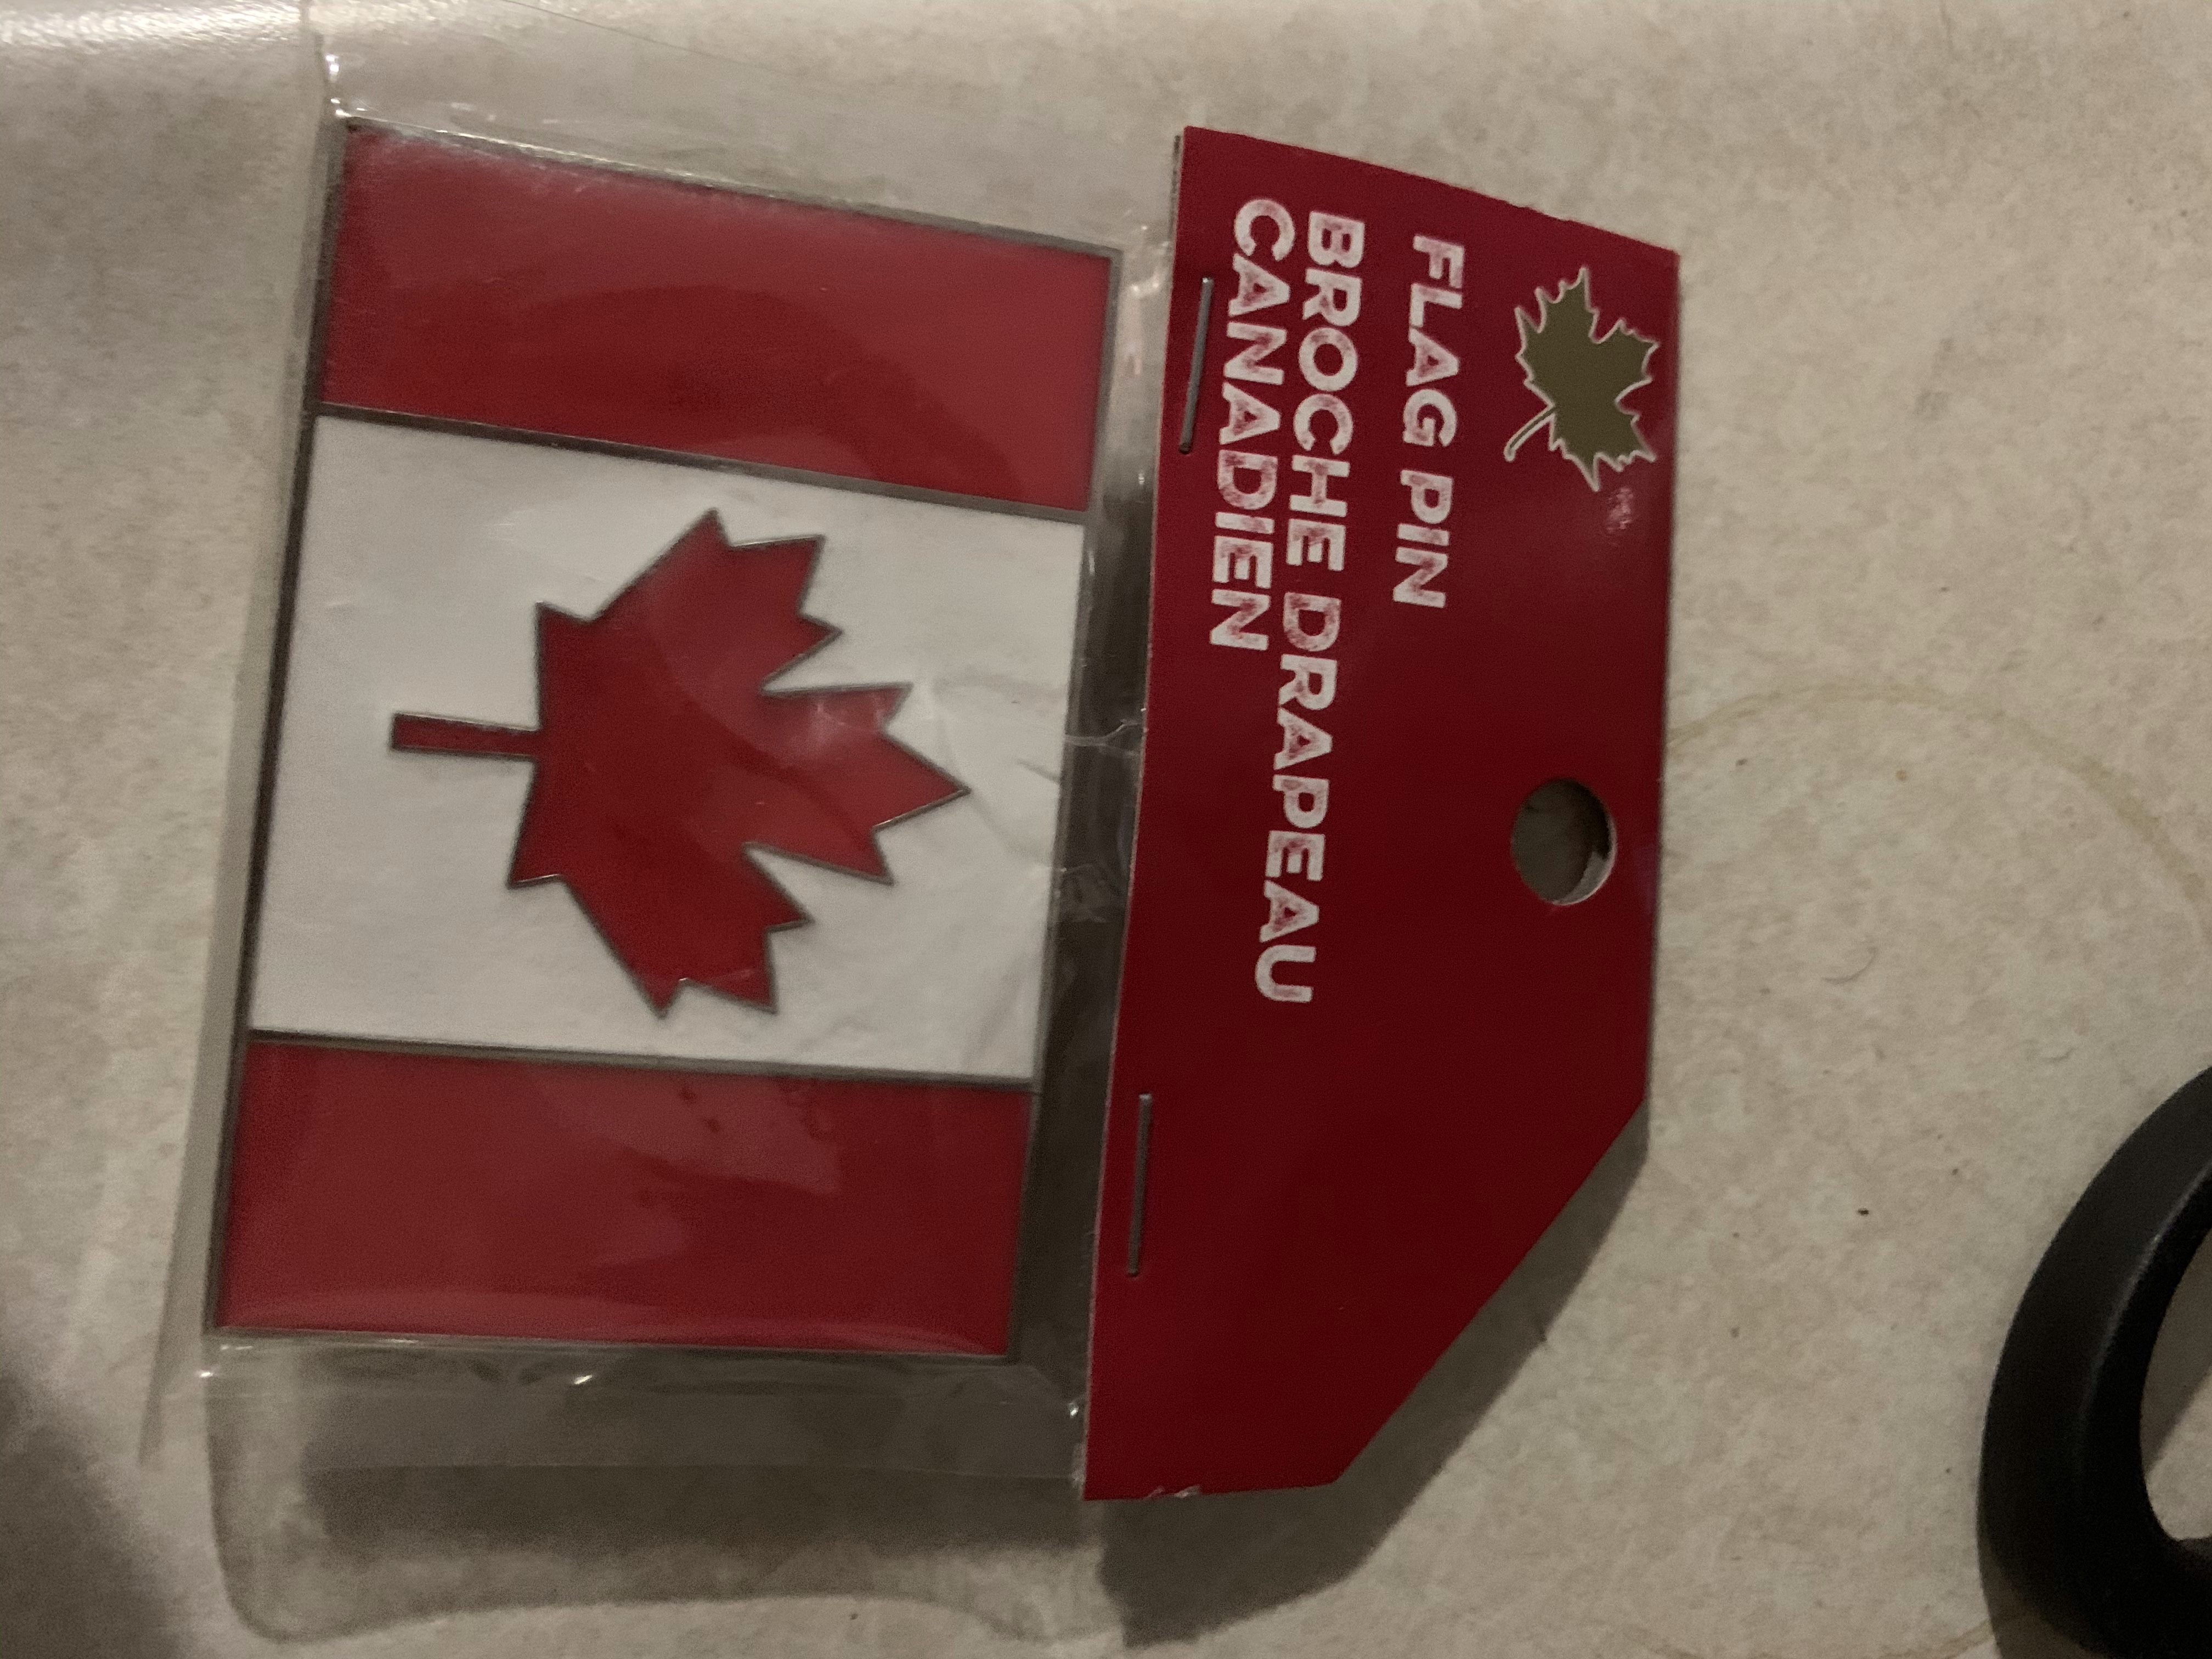 FLAG PIN
BROCHE DRAPEAU
CANADIEN